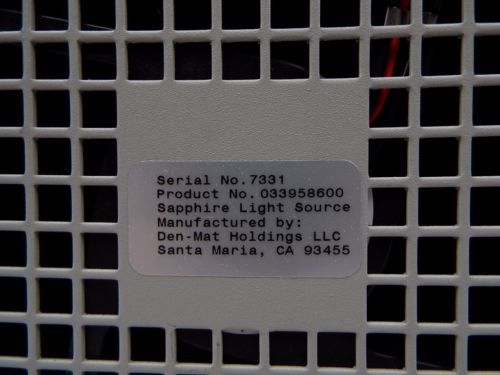 Serial No. 7331
Product No. 033958600
Sapphire Light Source
Manufactured by:
Den-Mat Holdings LLC
Santa Maria, CA 93455